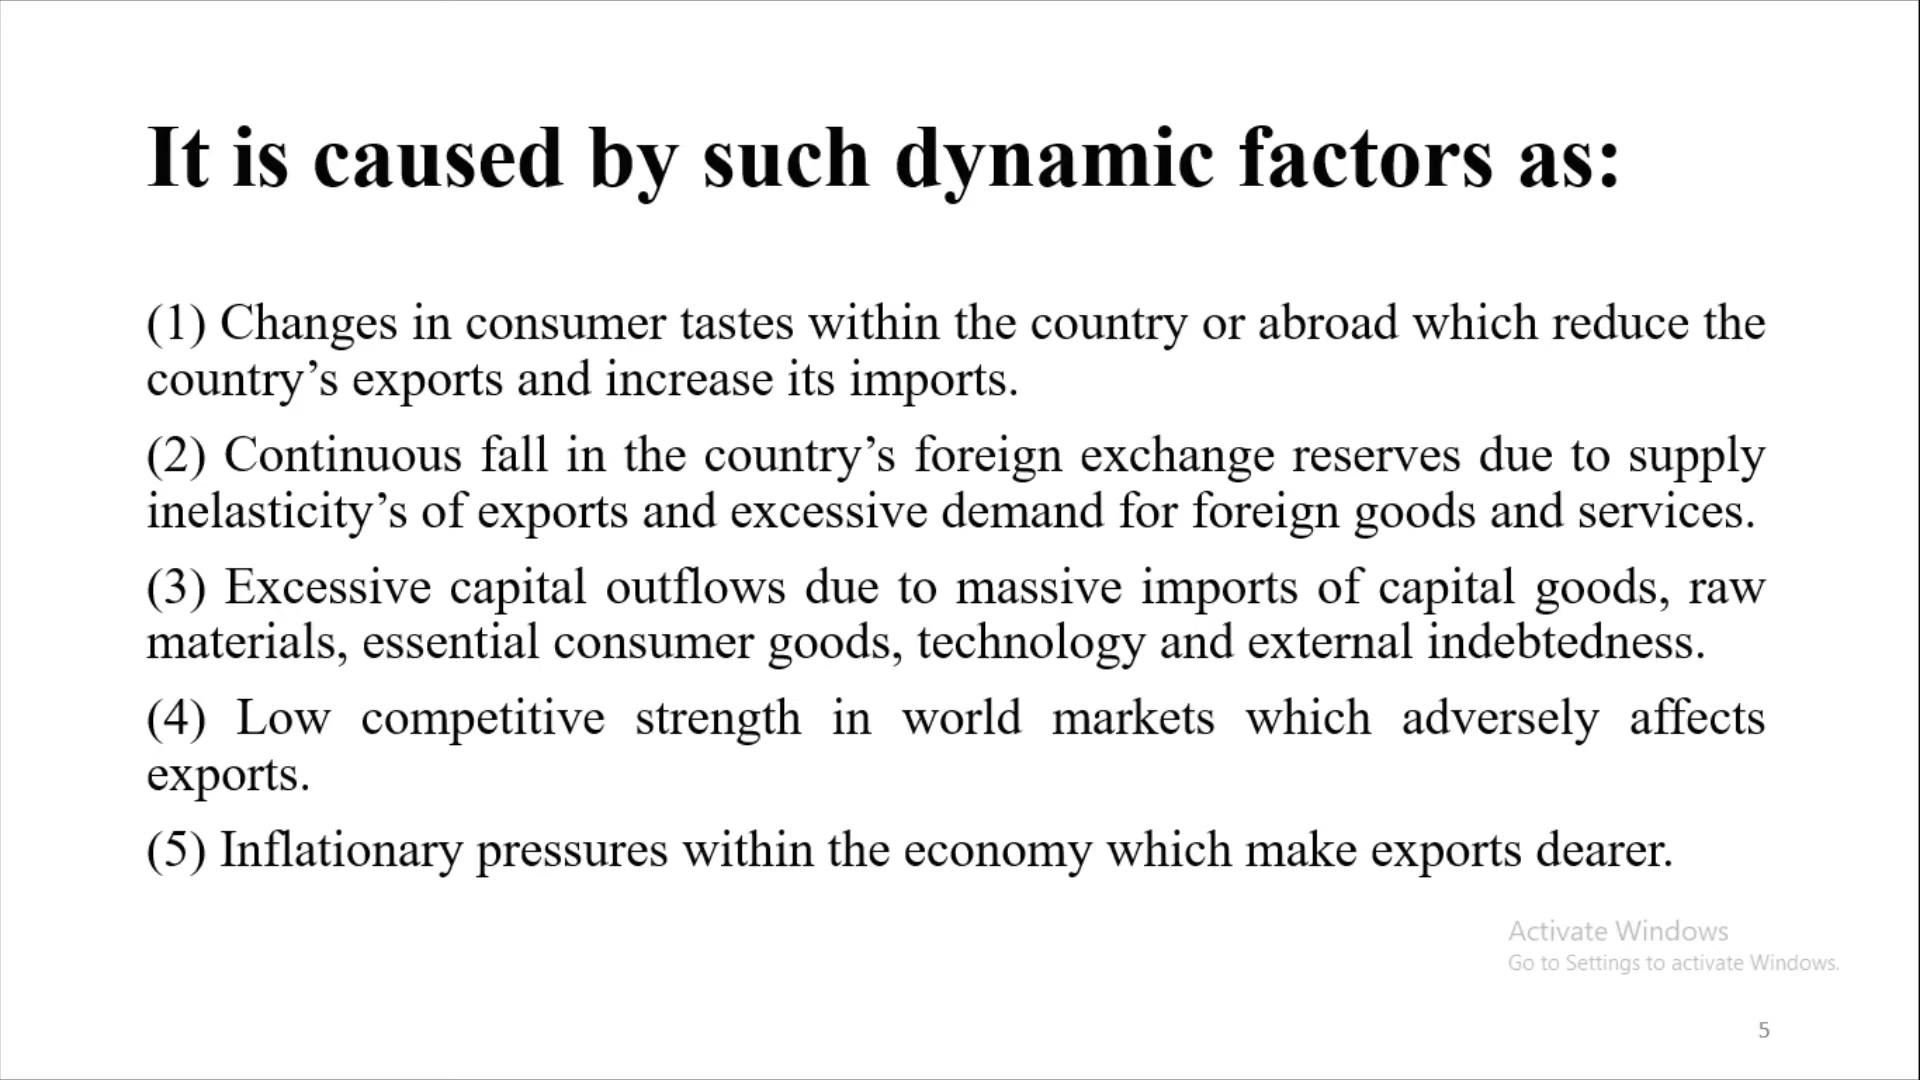 It is caused by such dynamic factors as:
(1) Changes in consumer tastes within the country or abroad which reduce the
country’s exports and increase its imports.
(2) Continuous fall in the country’s foreign exchange reserves due to supply
inelasticity’s of exports and excessive demand for foreign goods and services.
(3) Excessive capital outflows due to massive imports of capital goods, raw
materials, essential consumer goods, technology and external indebtedness.
(4) Low competitive strength in world markets which adversely affects
exports.
(5) Inflationary pressures within the economy which make exports dearer.
Activate Windows
Go to Settings to activate Windows.
5